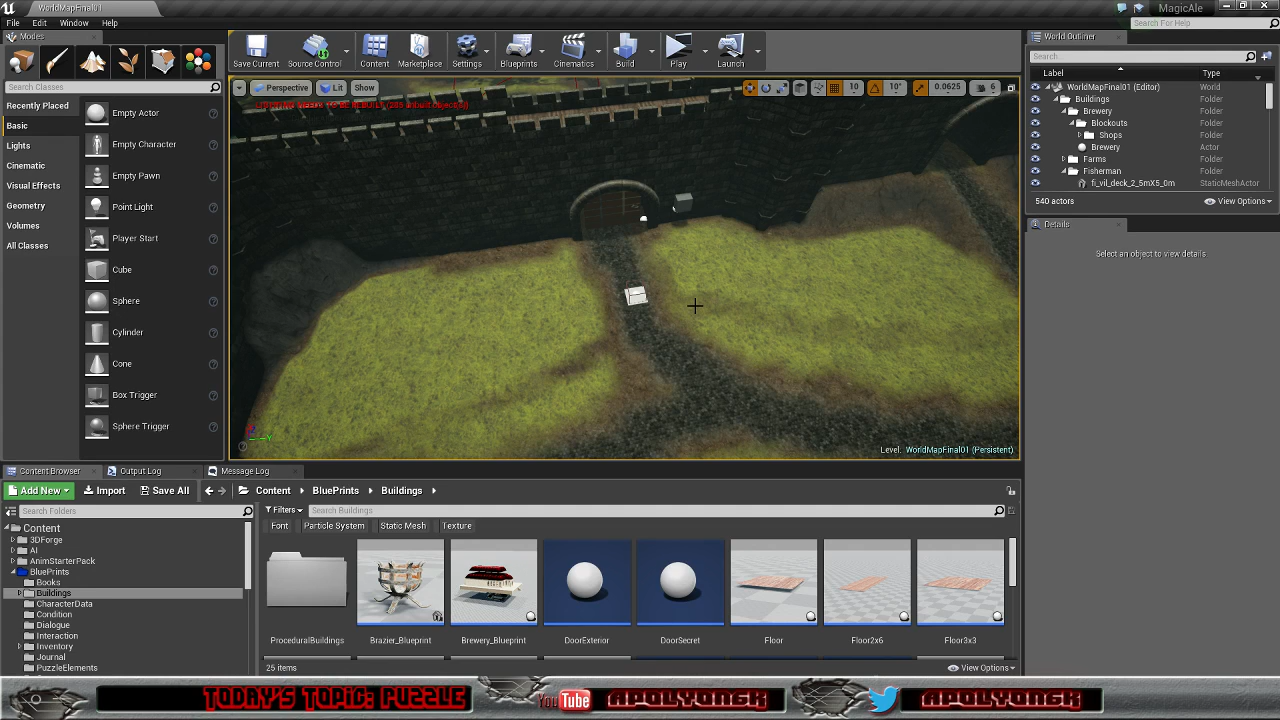 WorldMapFinal01
MagicAle
File Edit Window Help
Search For Help
Modes
Search Classes
Recently Placed
Basic
Lights
Cinematic
Visual Effects
Geometry
Volumes
All Classes
Empty Actor
Empty Character
Empty Pawn
Point Light
Player Start
Cube
Sphere
Cylinder
Cone
Box Trigger
Sphere Trigger
Save Current Source Control Content Marketplace Settings Blueprints Cinematics Build Play Launch
Perspective Lit Show
10 10° 0.0625 6
Level: WorldMapFinal01 (Persistent)
World Outliner
Search
Label Type
WorldMapFinal01 (Editor) World
Buildings Folder
Brewery Folder
Blockouts Folder
Shops Folder
Brewery Actor
Farms Folder
Fisherman Folder
fi_vil_deck_2_5mX5_0m StaticMeshActor
540 actors View Options
Details
Select an object to view details
Content Browser Output Log Message Log
Add New Import Save All Content BluePrints Buildings
Search Folders
Filters Search Buildings
Font Particle System Static Mesh Texture
Content
3DForge
AI
AnimStarterPack
BluePrints
Books
Buildings
CharacterData
Condition
Dialogue
Interaction
Inventory
Journal
PuzzleElements
ProceduralBuildings Brazier_Blueprint Brewery_Blueprint DoorExterior DoorSecret Floor Floor2x6 Floor3x3
25 items View Options
TODAY'S TOPIC: PUZZLE
YouTube APOLYONGK APOLYONGK